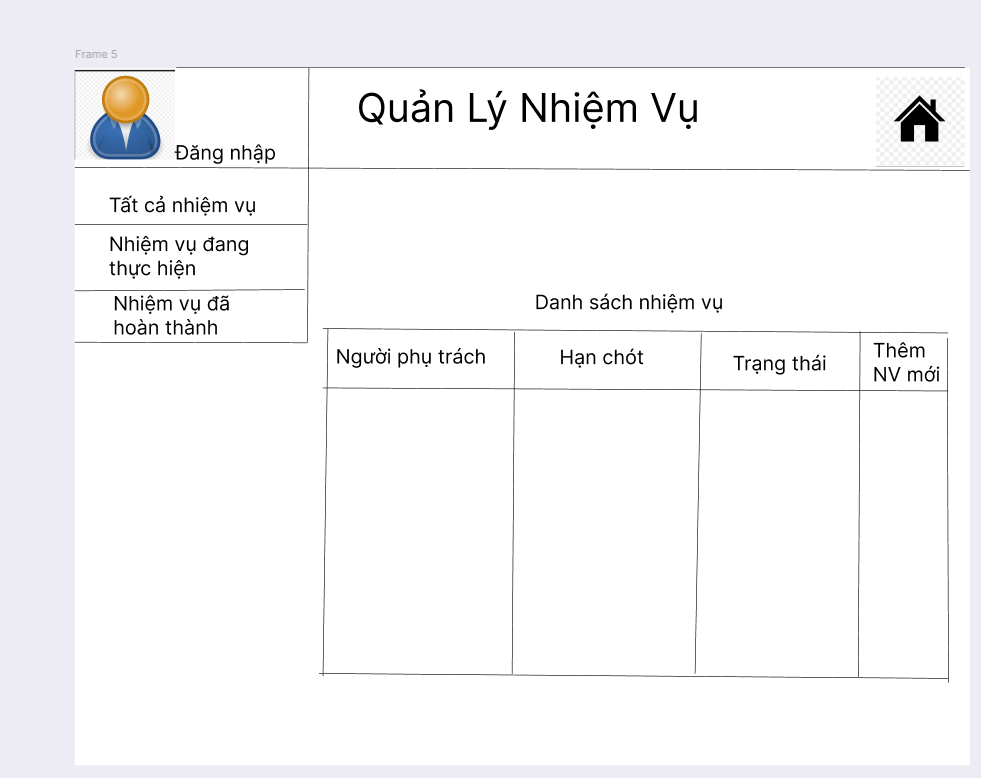 Frame 5
Quản Lý Nhiệm Vụ
Đăng nhập
Tất cả nhiệm vụ
Nhiệm vụ đang
thực hiện
Nhiệm vụ đã
hoàn thành
Danh sách nhiệm vụ
Người phụ trách
Hạn chót
Trạng thái
Thêm
NV mới